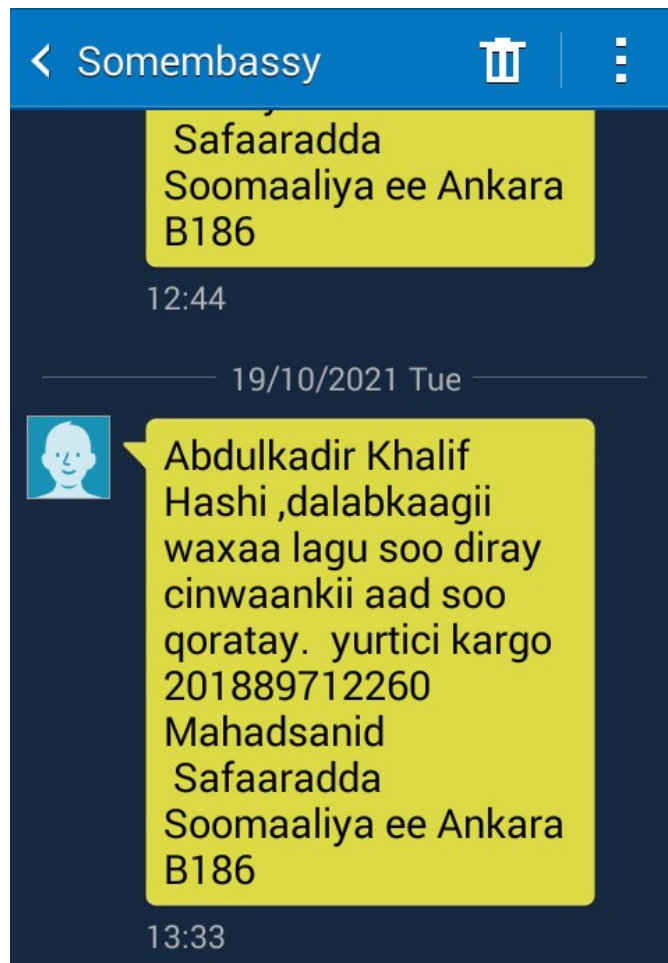 Somembassy
Safaaradda
Soomaaliya ee Ankara
B186
12:44
19/10/2021 Tue
Abdulkadir Khalif
Hashi ,dalabkaagii
waxaa lagu soo diray
cinwaankii aad soo
qoratay.  yurtici kargo
201889712260
Mahadsanid
Safaaradda
Soomaaliya ee Ankara
B186
13:33